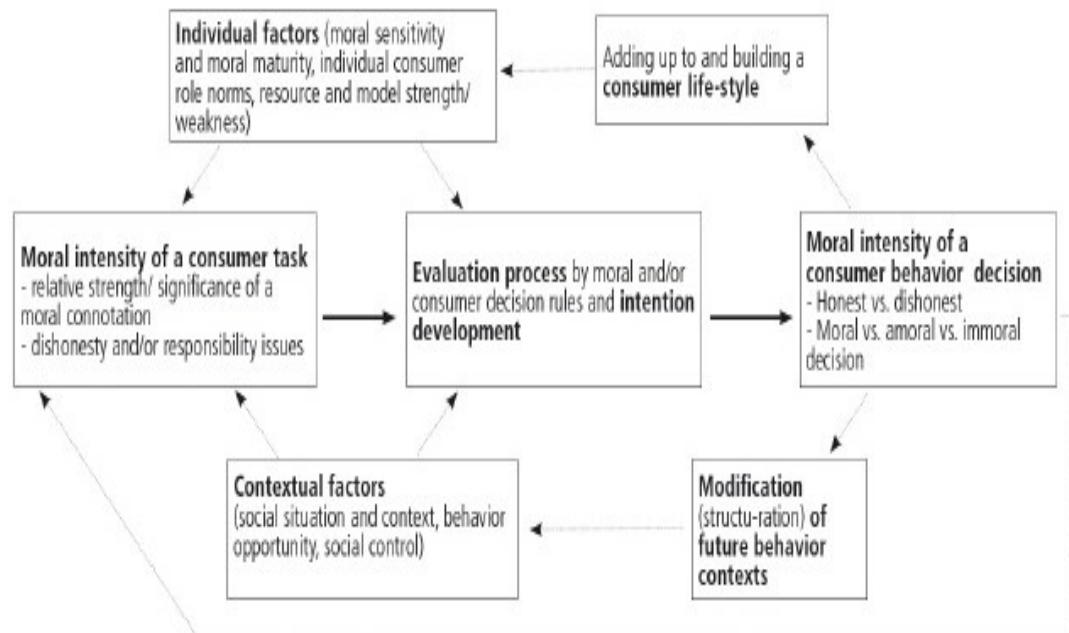 Individual factors (moral sensitivity
and moral maturity, individual consumer
role norms, resource and model strength/
weakness)
Adding up to and building a
consumer life-style
Moral intensity of a consumer task
- relative strength/ significance of a
moral connotation
- dishonesty and/or responsibility issues
Evaluation process by moral and/or
consumer decision rules and intention
development
Moral intensity of a
consumer behavior decision
- Honest vs. dishonest
- Moral vs. amoral vs. immoral
decision
Contextual factors
(social situation and context, behavior
opportunity, social control)
Modification
(structu-ration) of
future behavior
contexts